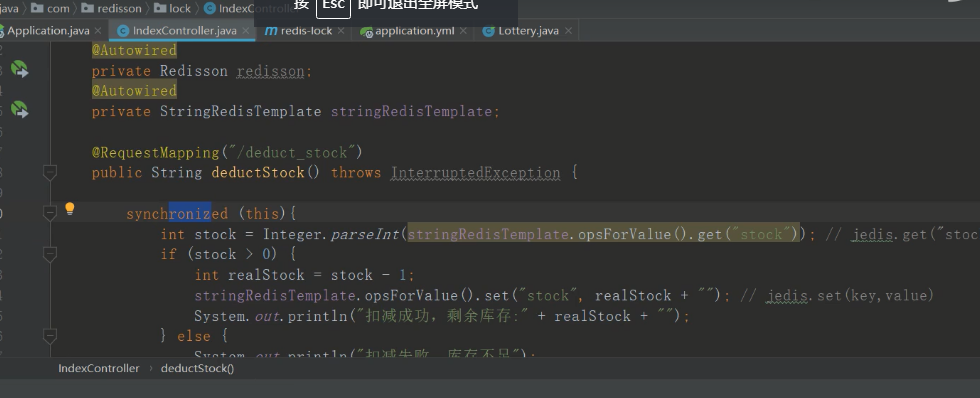 java com redisson lock IndexCo
按 Esc 即可退出全屏模式
Application.java × IndexController.java × redis-lock × application.yml × Lottery.java ×
@Autowired
private Redisson redisson;
@Autowired
private StringRedisTemplate stringRedisTemplate;
@RequestMapping("/deduct_stock")
public String deductStock() throws InterruptedException {
synchronized (this){
int stock = Integer.parseInt(stringRedisTemplate.opsForValue().get("stock")); // jedis.get("stoc
if (stock > 0) {
int realStock = stock - 1;
stringRedisTemplate.opsForValue().set("stock", realStock + ""); // jedis.set(key,value)
System.out.println("扣减成功，剩余库存:" + realStock + "");
} else {
System.out.println("扣减失败，库存不足");
IndexController › deductStock()